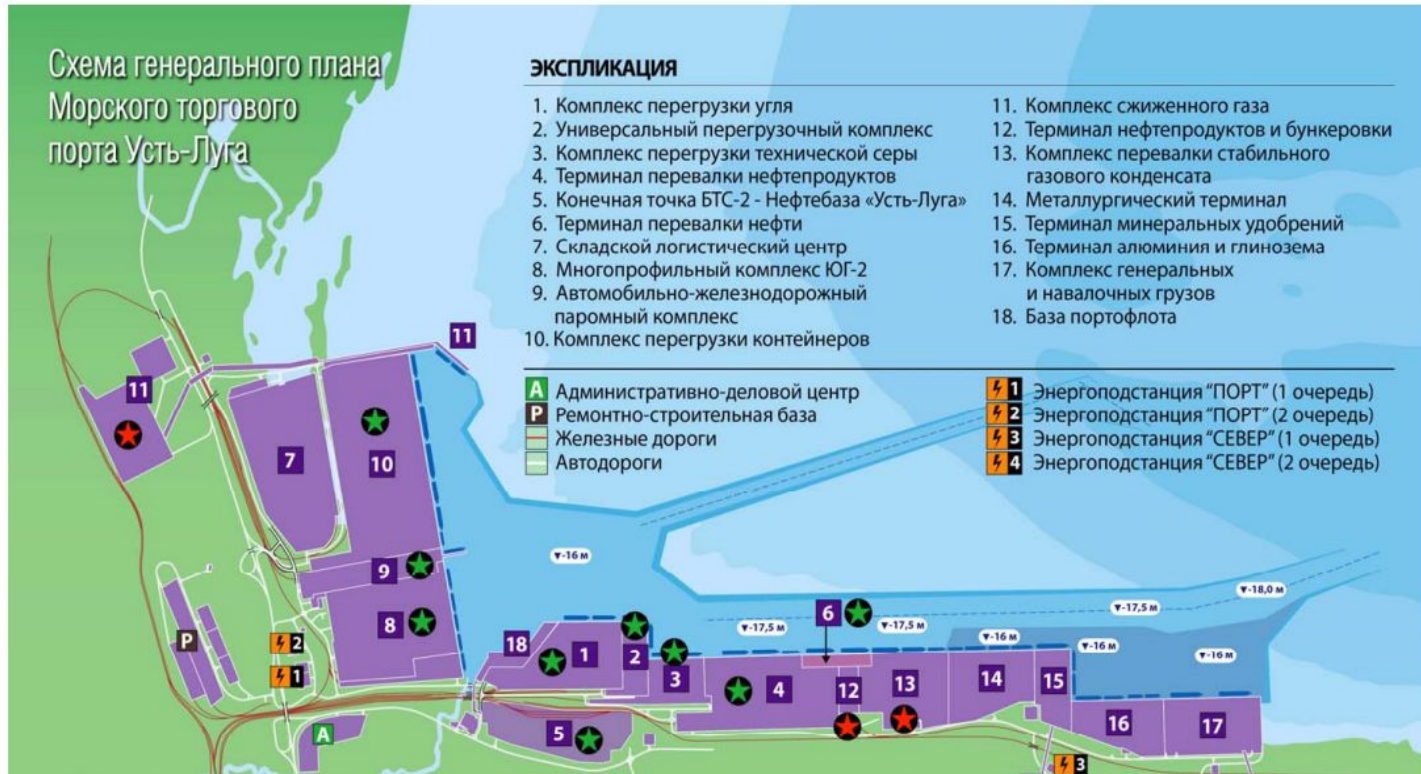 Схема генерального плана
Морского торгового
порта Усть-Луга
ЭКСПЛИКАЦИЯ
1. Комплекс перегрузки угля
2. Универсальный перегрузочный комплекс
3. Комплекс перегрузки технической серы
4. Терминал перевалки нефтепродуктов
5. Конечная точка БТС-2 - Нефтебаза «Усть-Луга»
6. Терминал перевалки нефти
7. Складской логистический центр
8. Многопрофильный комплекс ЮГ-2
9. Автомобильно-железнодорожный
паромный комплекс
10. Комплекс перегрузки контейнеров
11. Комплекс сжиженного газа
12. Терминал нефтепродуктов и бункеровки
13. Комплекс перевалки стабильного
газового конденсата
14. Металлургический терминал
15. Терминал минеральных удобрений
16. Терминал алюминия и глинозема
17. Комплекс генеральных
и навалочных грузов
18. База портофлота
А Административно-деловой центр
Р Ремонтно-строительная база
Железные дороги
Автодороги
1 Энергоподстанция "ПОРТ" (1 очередь)
2 Энергоподстанция "ПОРТ" (2 очередь)
3 Энергоподстанция "СЕВЕР" (1 очередь)
4 Энергоподстанция "СЕВЕР" (2 очередь)
11
11
7
10
9
8
Р
2
1
А
18
1
2
3
4
5
6
12
13
14
15
16
17
3
▼-16 м
▼-17,5 м
▼-17,5 м
▼-16 м
▼-17,5 м
▼-18,0 м
▼-16 м
▼-16 м